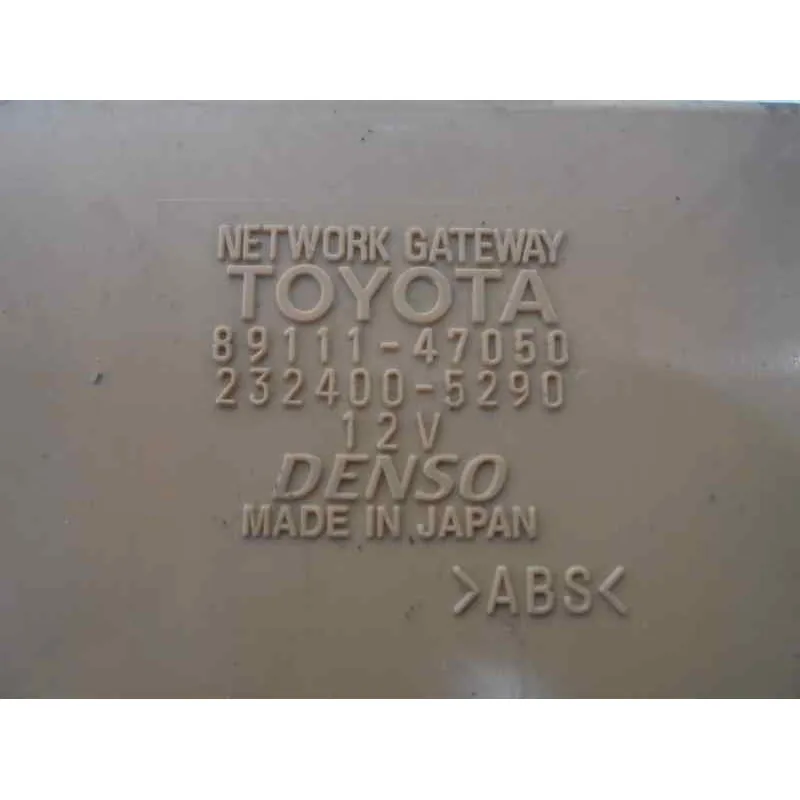 NETWORK GATEWAY
TOYOTA
89111-47050
232400-5290
12V
DENSO
MADE IN JAPAN
>ABS<